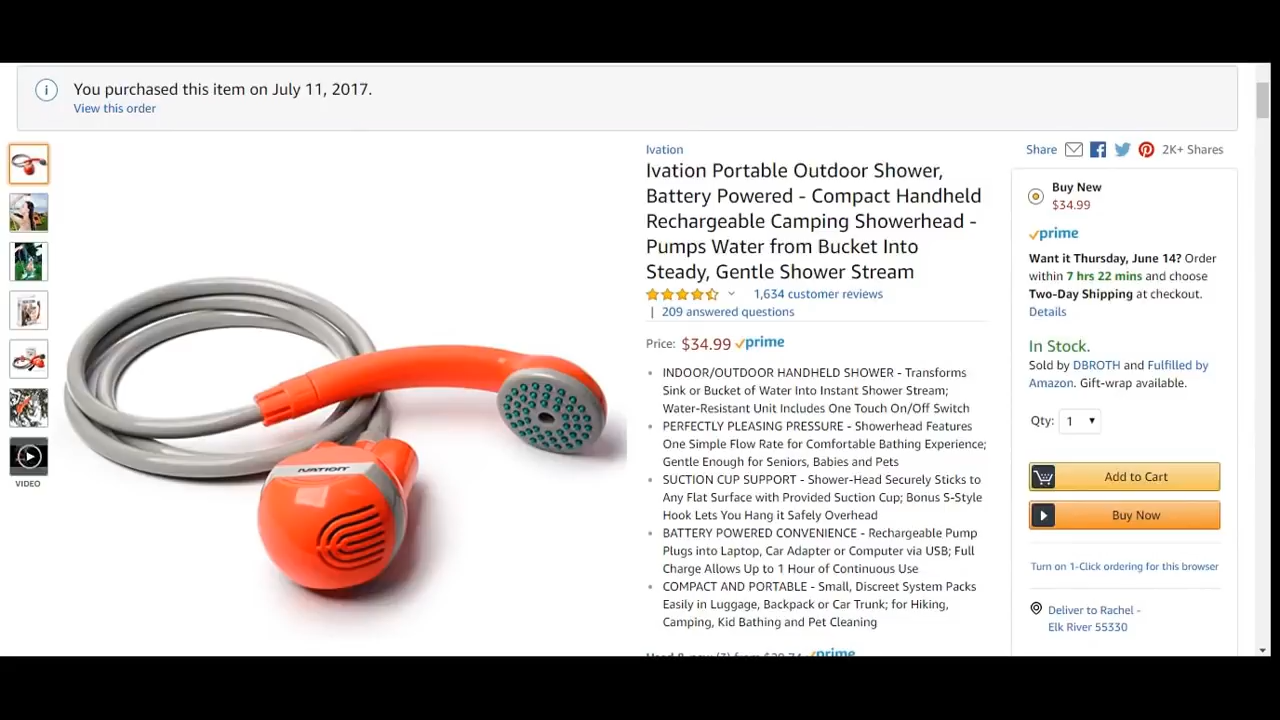 You purchased this item on July 11, 2017.
View this order
VIDEO
IVATION
Ivation
Ivation Portable Outdoor Shower,
Battery Powered - Compact Handheld
Rechargeable Camping Showerhead -
Pumps Water from Bucket Into
Steady, Gentle Shower Stream
1,634 customer reviews
| 209 answered questions
Price: $34.99 prime
INDOOR/OUTDOOR HANDHELD SHOWER - Transforms
Sink or Bucket of Water Into Instant Shower Stream;
Water-Resistant Unit Includes One Touch On/Off Switch
PERFECTLY PLEASING PRESSURE - Showerhead Features
One Simple Flow Rate for Comfortable Bathing Experience;
Gentle Enough for Seniors, Babies and Pets
SUCTION CUP SUPPORT - Shower-Head Securely Sticks to
Any Flat Surface with Provided Suction Cup; Bonus S-Style
Hook Lets You Hang it Safely Overhead
BATTERY POWERED CONVENIENCE - Rechargeable Pump
Plugs into Laptop, Car Adapter or Computer via USB; Full
Charge Allows Up to 1 Hour of Continuous Use
COMPACT AND PORTABLE - Small, Discreet System Packs
Easily in Luggage, Backpack or Car Trunk; for Hiking,
Camping, Kid Bathing and Pet Cleaning
prime
Share 2K+ Shares
Buy New
$34.99
prime
Want it Thursday, June 14? Order
within 7 hrs 22 mins and choose
Two-Day Shipping at checkout.
Details
In Stock.
Sold by DBROTH and Fulfilled by
Amazon. Gift-wrap available.
Qty: 1
Add to Cart
Buy Now
Turn on 1-Click ordering for this browser
Deliver to Rachel -
Elk River 55330